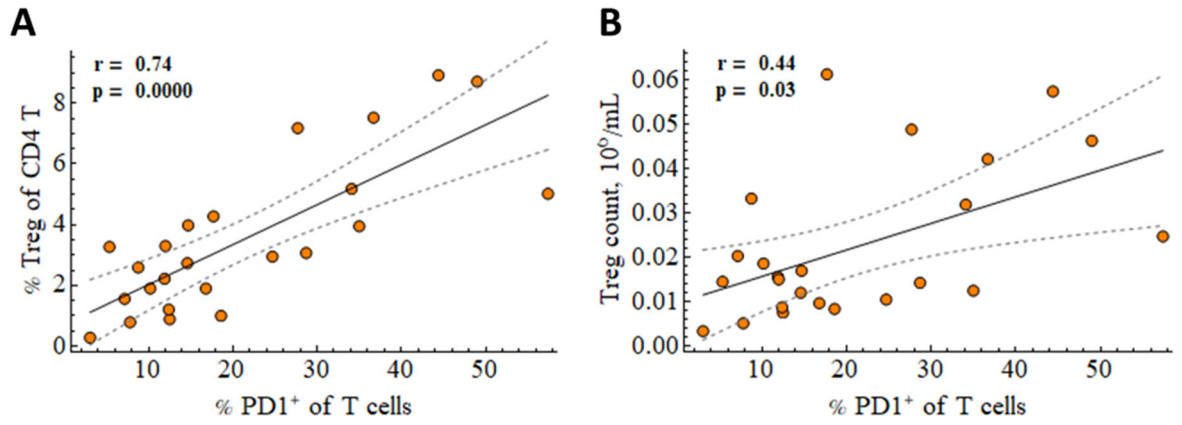 A
r = 0.74
p = 0.0000
% Treg of CD4 T
8
6
4
2
0
10 20 30 40 50
% PD1⁺ of T cells
B
r = 0.44
p = 0.03
Treg count, 10⁶/mL
0.06
0.05
0.04
0.03
0.02
0.01
0.00
10 20 30 40 50
% PD1⁺ of T cells